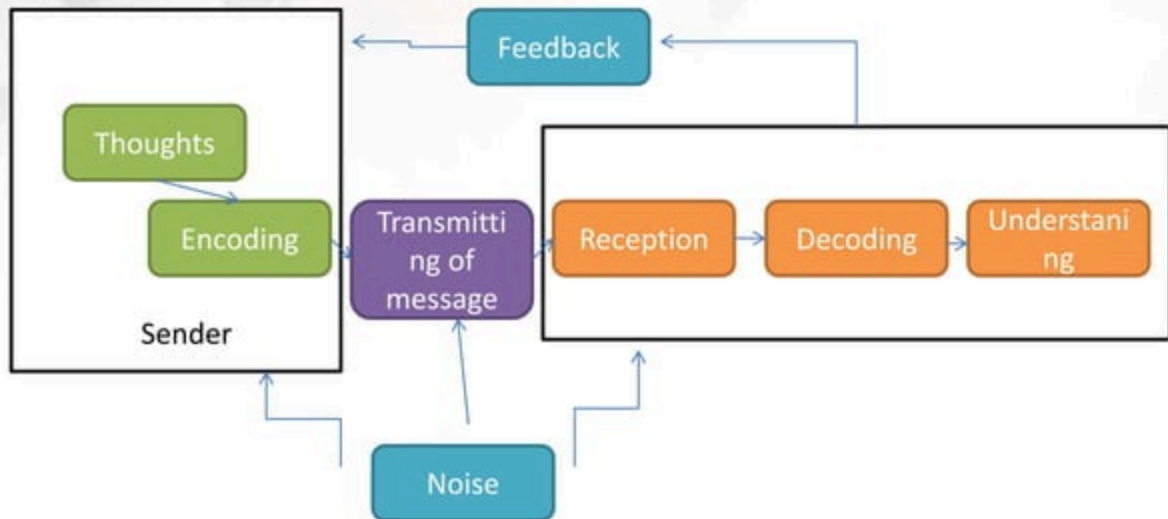 Feedback
Thoughts
Encoding
Transmitti
ng of
message
Reception
Decoding
Understani
ng
Sender
Noise